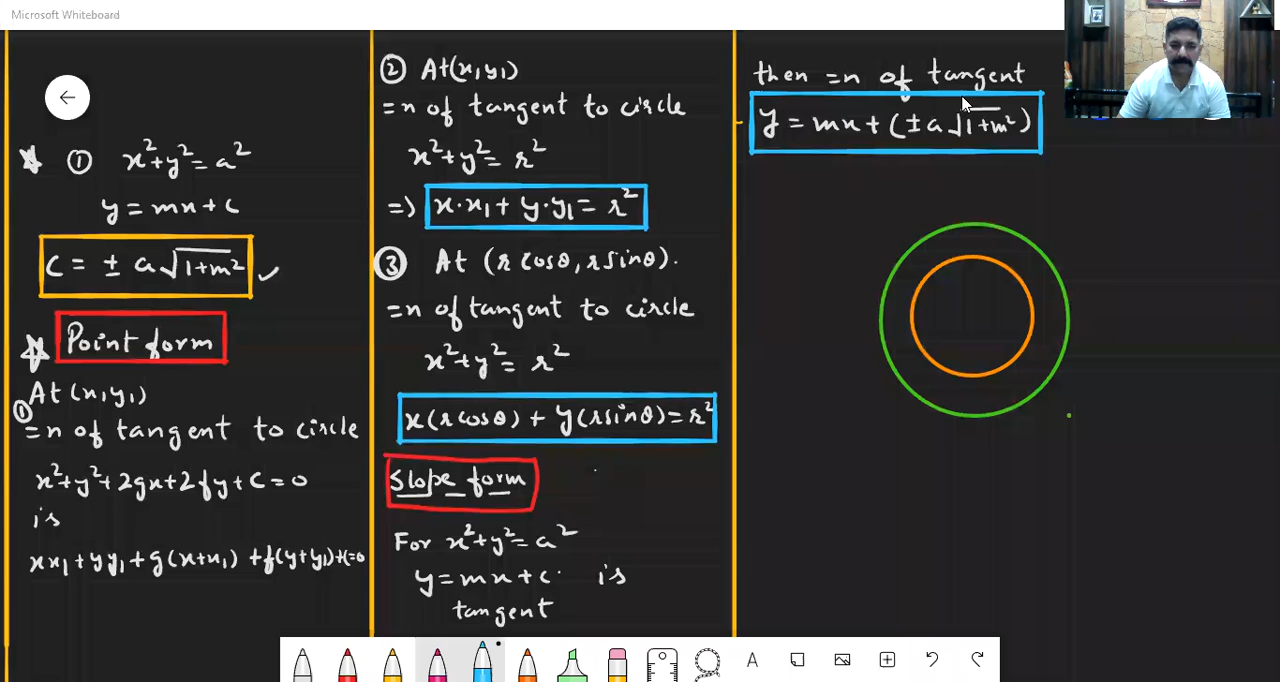 Microsoft Whiteboard
① x²+y²=a²
y=mx+c
c = ± a√1+m²
Point form
At (x,y₁)
①
=n of tangent to circle
x²+y²+2gx+2fy+c=0
is
xx₁+yy₁+g(x+x₁)+f(y+y₁)+c=0
② At(x,y₁)
=n of tangent to circle
x²+y²=r²
=) x·x₁+y·y₁=r²
③ At (r cosθ, r sinθ).
=n of tangent to circle
x²+y²=r²
x(r cosθ) + y(r sinθ)=r²
Slope form
For x²+y²=a²
y=mx+c is
tangent
then =n of tangent
y = mx+(±a√1+m²)
A